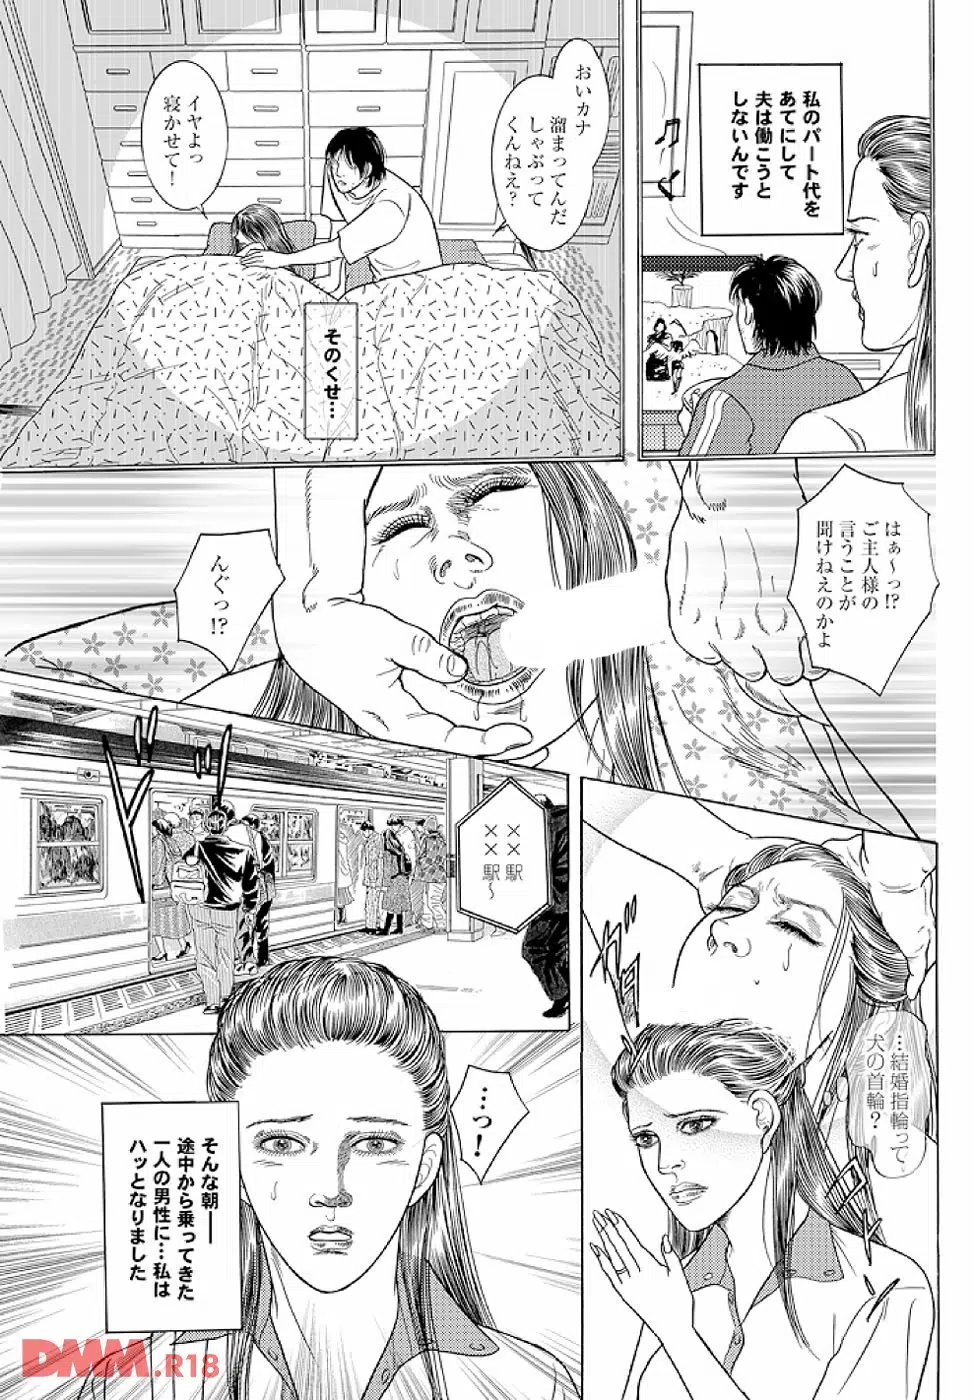 私のパート代を
あてにして
夫は働こうと
しないんです
おいカナ
溜まってんだ
しゃぶって
くんねえ?
イヤよっ
寝かせて!
そのくせ…
はぁ〜っ!?
ご主人様の
言うことが
聞けねえのかよ
んぐっ!?
…結婚指輪って、
犬の首輪?
××駅
××駅〜
…っ!
そんな朝――
途中から乗ってきた
一人の男性に…私は
ハッとなりました
DMM.R18